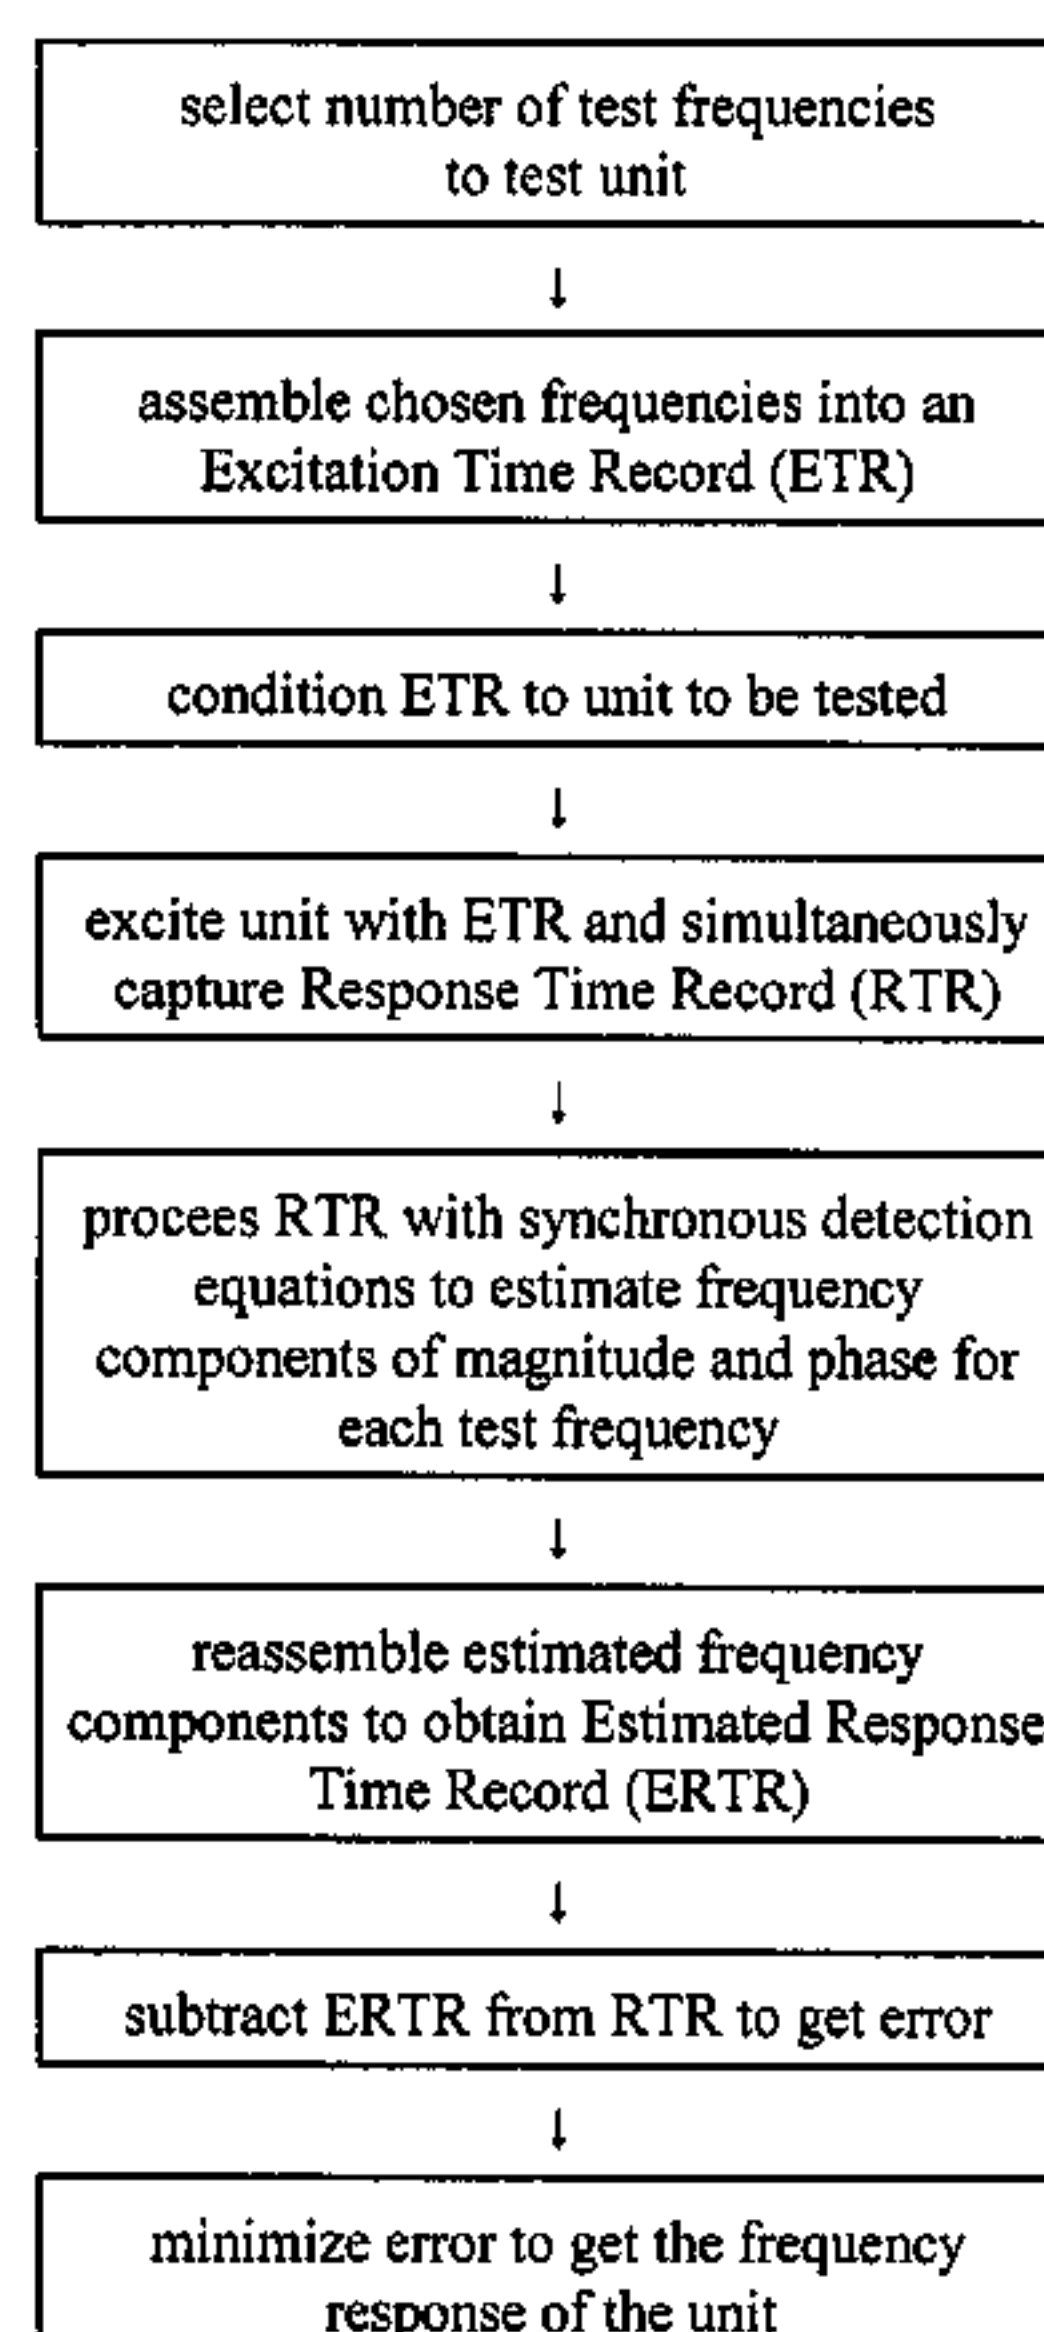 select number of test frequencies
to test unit
↓
assemble chosen frequencies into an
Excitation Time Record (ETR)
↓
condition ETR to unit to be tested
↓
excite unit with ETR and simultaneously
capture Response Time Record (RTR)
↓
procees RTR with synchronous detection
equations to estimate frequency
components of magnitude and phase for
each test frequency
↓
reassemble estimated frequency
components to obtain Estimated Response
Time Record (ERTR)
↓
subtract ERTR from RTR to get error
↓
minimize error to get the frequency
response of the unit